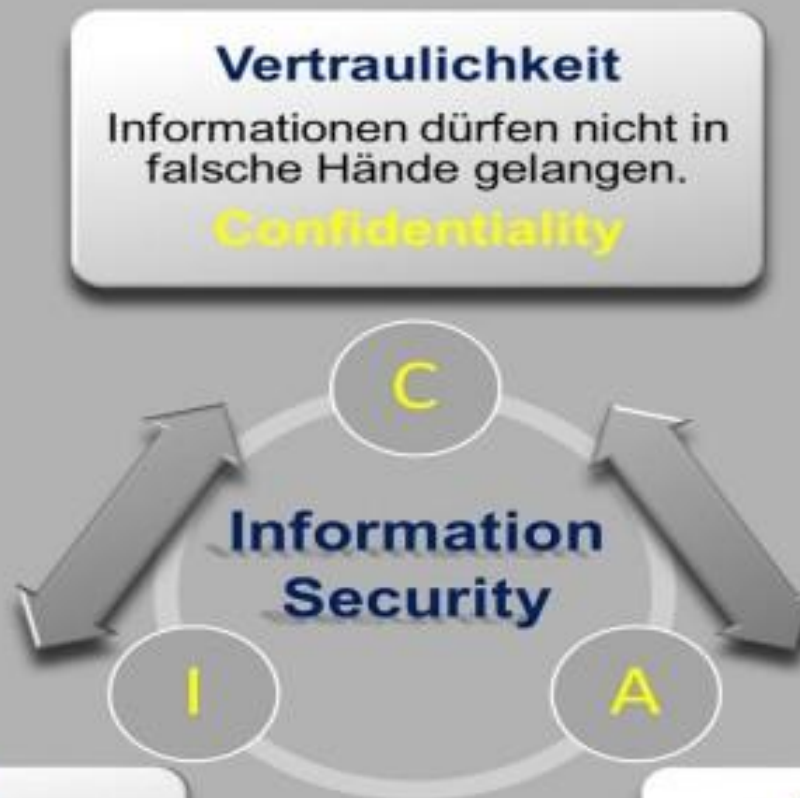 Vertraulichkeit
Informationen dürfen nicht in
falsche Hände gelangen.
Confidentiality
C
Information
Security
I
A